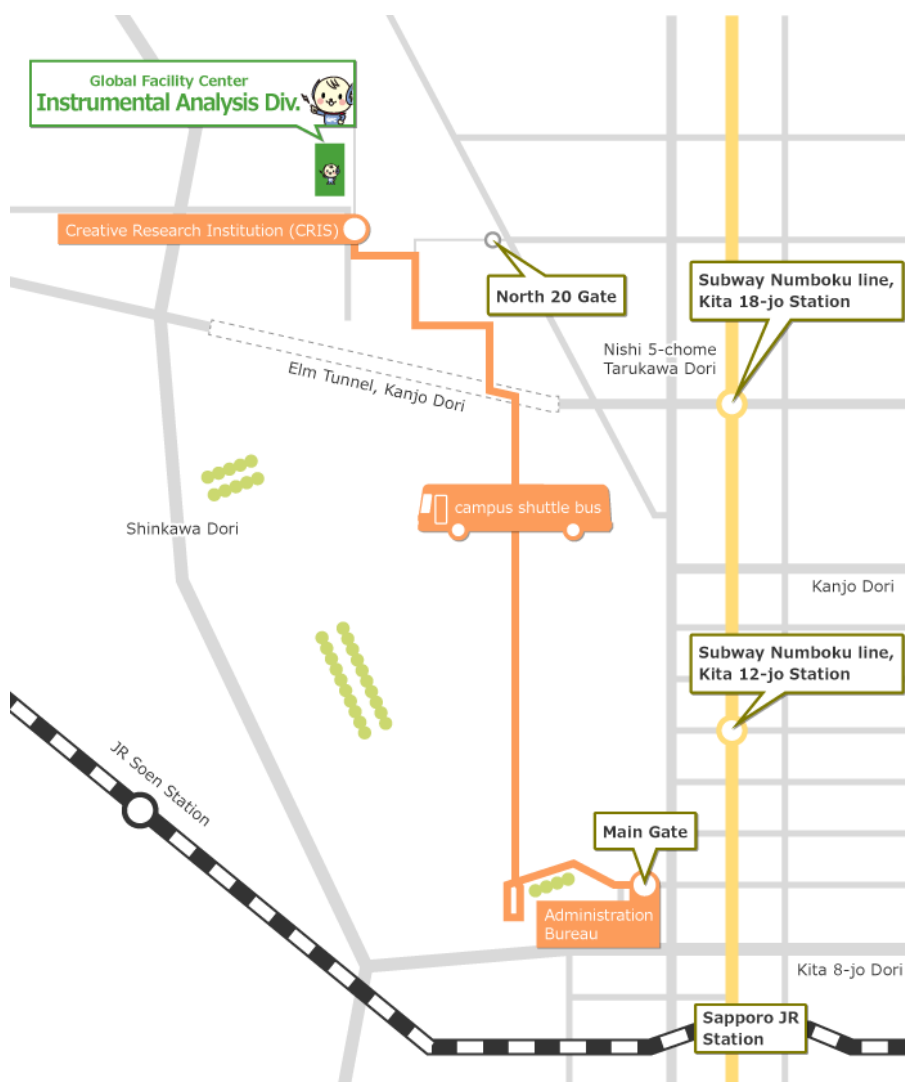 Global Facility Center
Instrumental Analysis Div.
Creative Research Institution (CRIS)
North 20 Gate
Subway Numboku line,
Kita 18-jo Station
Nishi 5-chome
Tarukawa Dori
Elm Tunnel, Kanjo Dori
campus shuttle bus
Shinkawa Dori
Kanjo Dori
Subway Numboku line,
Kita 12-jo Station
JR Soen Station
Main Gate
Administration
Bureau
Kita 8-jo Dori
Sapporo JR
Station